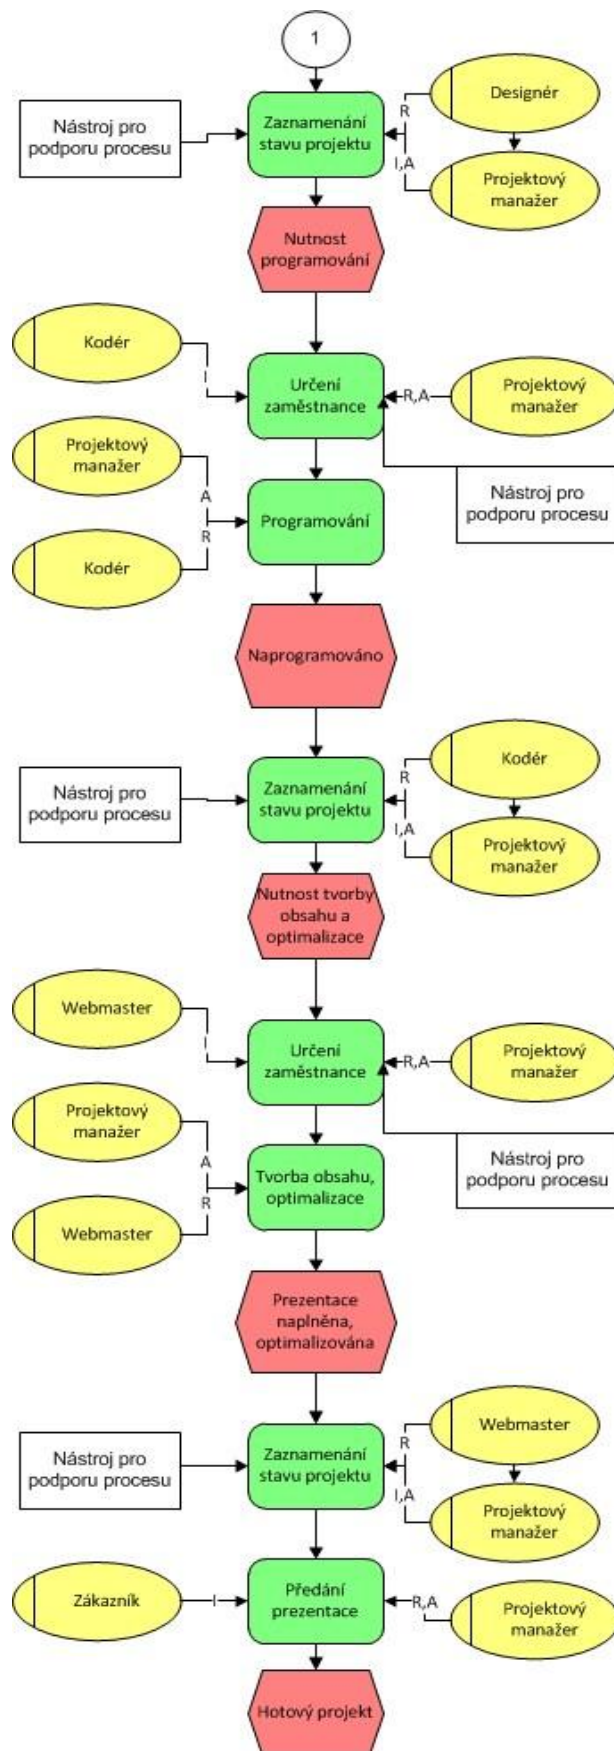 1
Nástroj pro
podporu procesu
Zaznamenání
stavu projektu
R
I,A
Designér
Projektový
manažer
Nutnost
programování
Kodér
I
Určení
zaměstnance
R,A
Projektový
manažer
Projektový
manažer
A
R
Kodér
Programování
Nástroj pro
podporu procesu
Naprogramováno
Nástroj pro
podporu procesu
Zaznamenání
stavu projektu
R
I,A
Kodér
Projektový
manažer
Nutnost tvorby
obsahu a
optimalizace
Webmaster
I
Určení
zaměstnance
R,A
Projektový
manažer
Projektový
manažer
A
R
Webmaster
Tvorba obsahu,
optimalizace
Nástroj pro
podporu procesu
Prezentace
naplněna,
optimalizována
Nástroj pro
podporu procesu
Zaznamenání
stavu projektu
R
I,A
Webmaster
Projektový
manažer
Zákazník
I
Předání
prezentace
R,A
Projektový
manažer
Hotový projekt